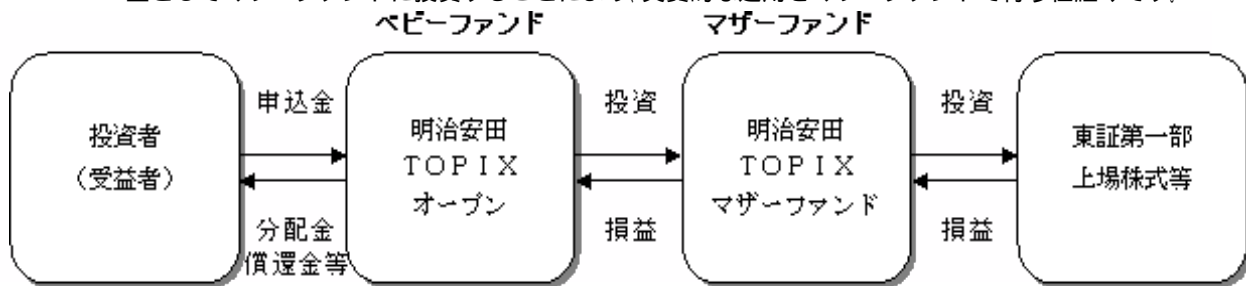 ベビーファンド
マザーファンド
投資者
（受益者）
申込金
分配金
償還金等
明治安田
ＴＯＰＩＸ
オープン
投資
損益
明治安田
ＴＯＰＩＸ
マザーファンド
投資
損益
東証第一部
上場株式等